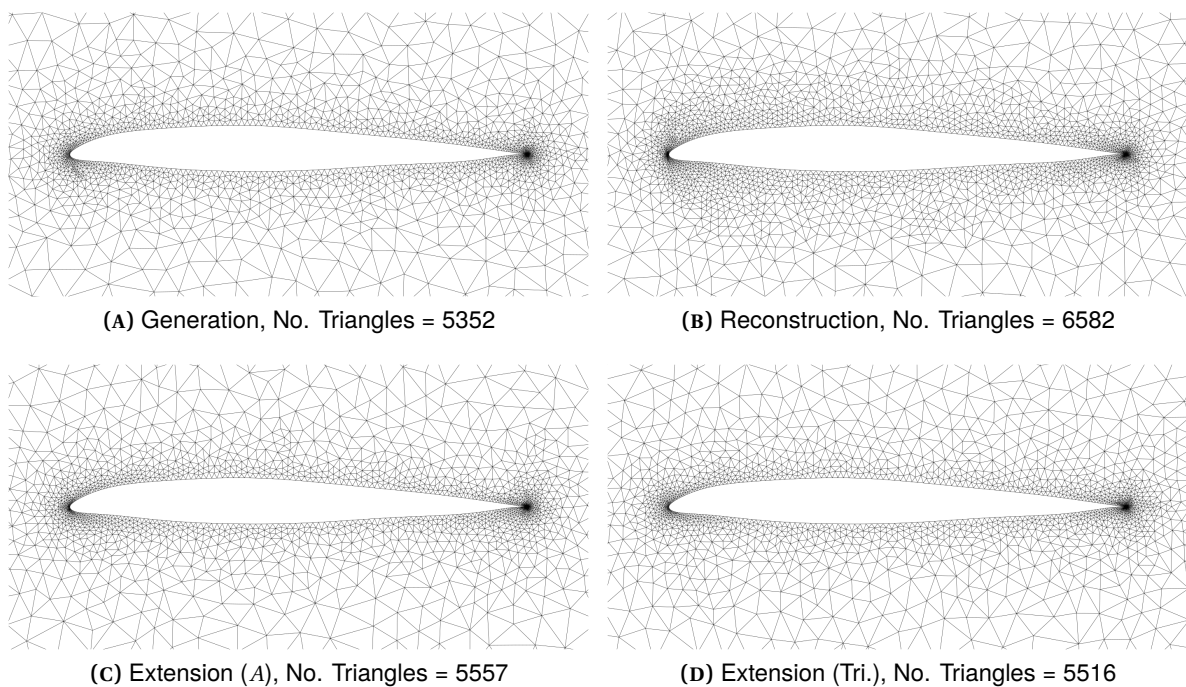 (A) Generation, No. Triangles = 5352
(B) Reconstruction, No. Triangles = 6582
(C) Extension (A), No. Triangles = 5557
(D) Extension (Tri.), No. Triangles = 5516